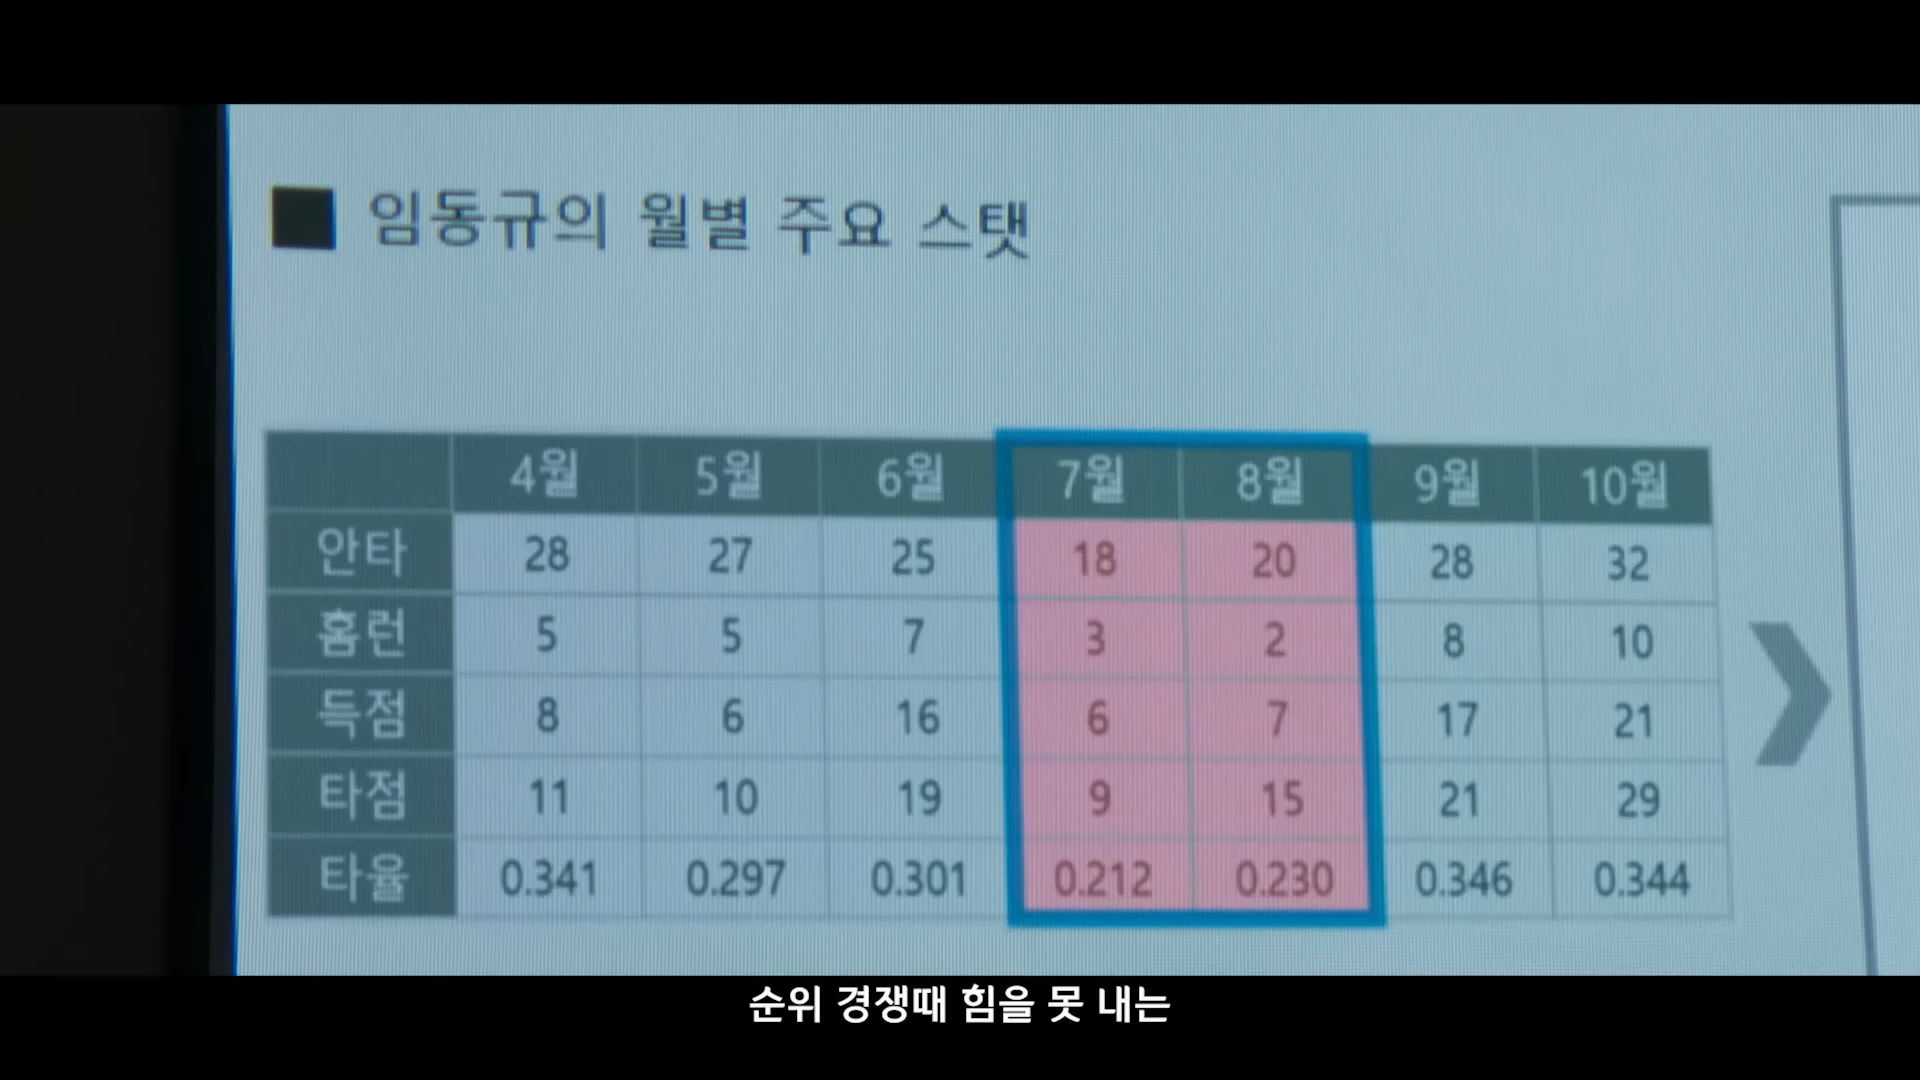 임동규의 월별 주요 스탯
4월 5월 6월 7월 8월 9월 10월
안타 28 27 25 18 20 28 32
홈런 5 5 7 3 2 8 10
득점 8 6 16 6 7 17 21
타점 11 10 19 9 15 21 29
타율 0.341 0.297 0.301 0.212 0.230 0.346 0.344
순위 경쟁때 힘을 못 내는